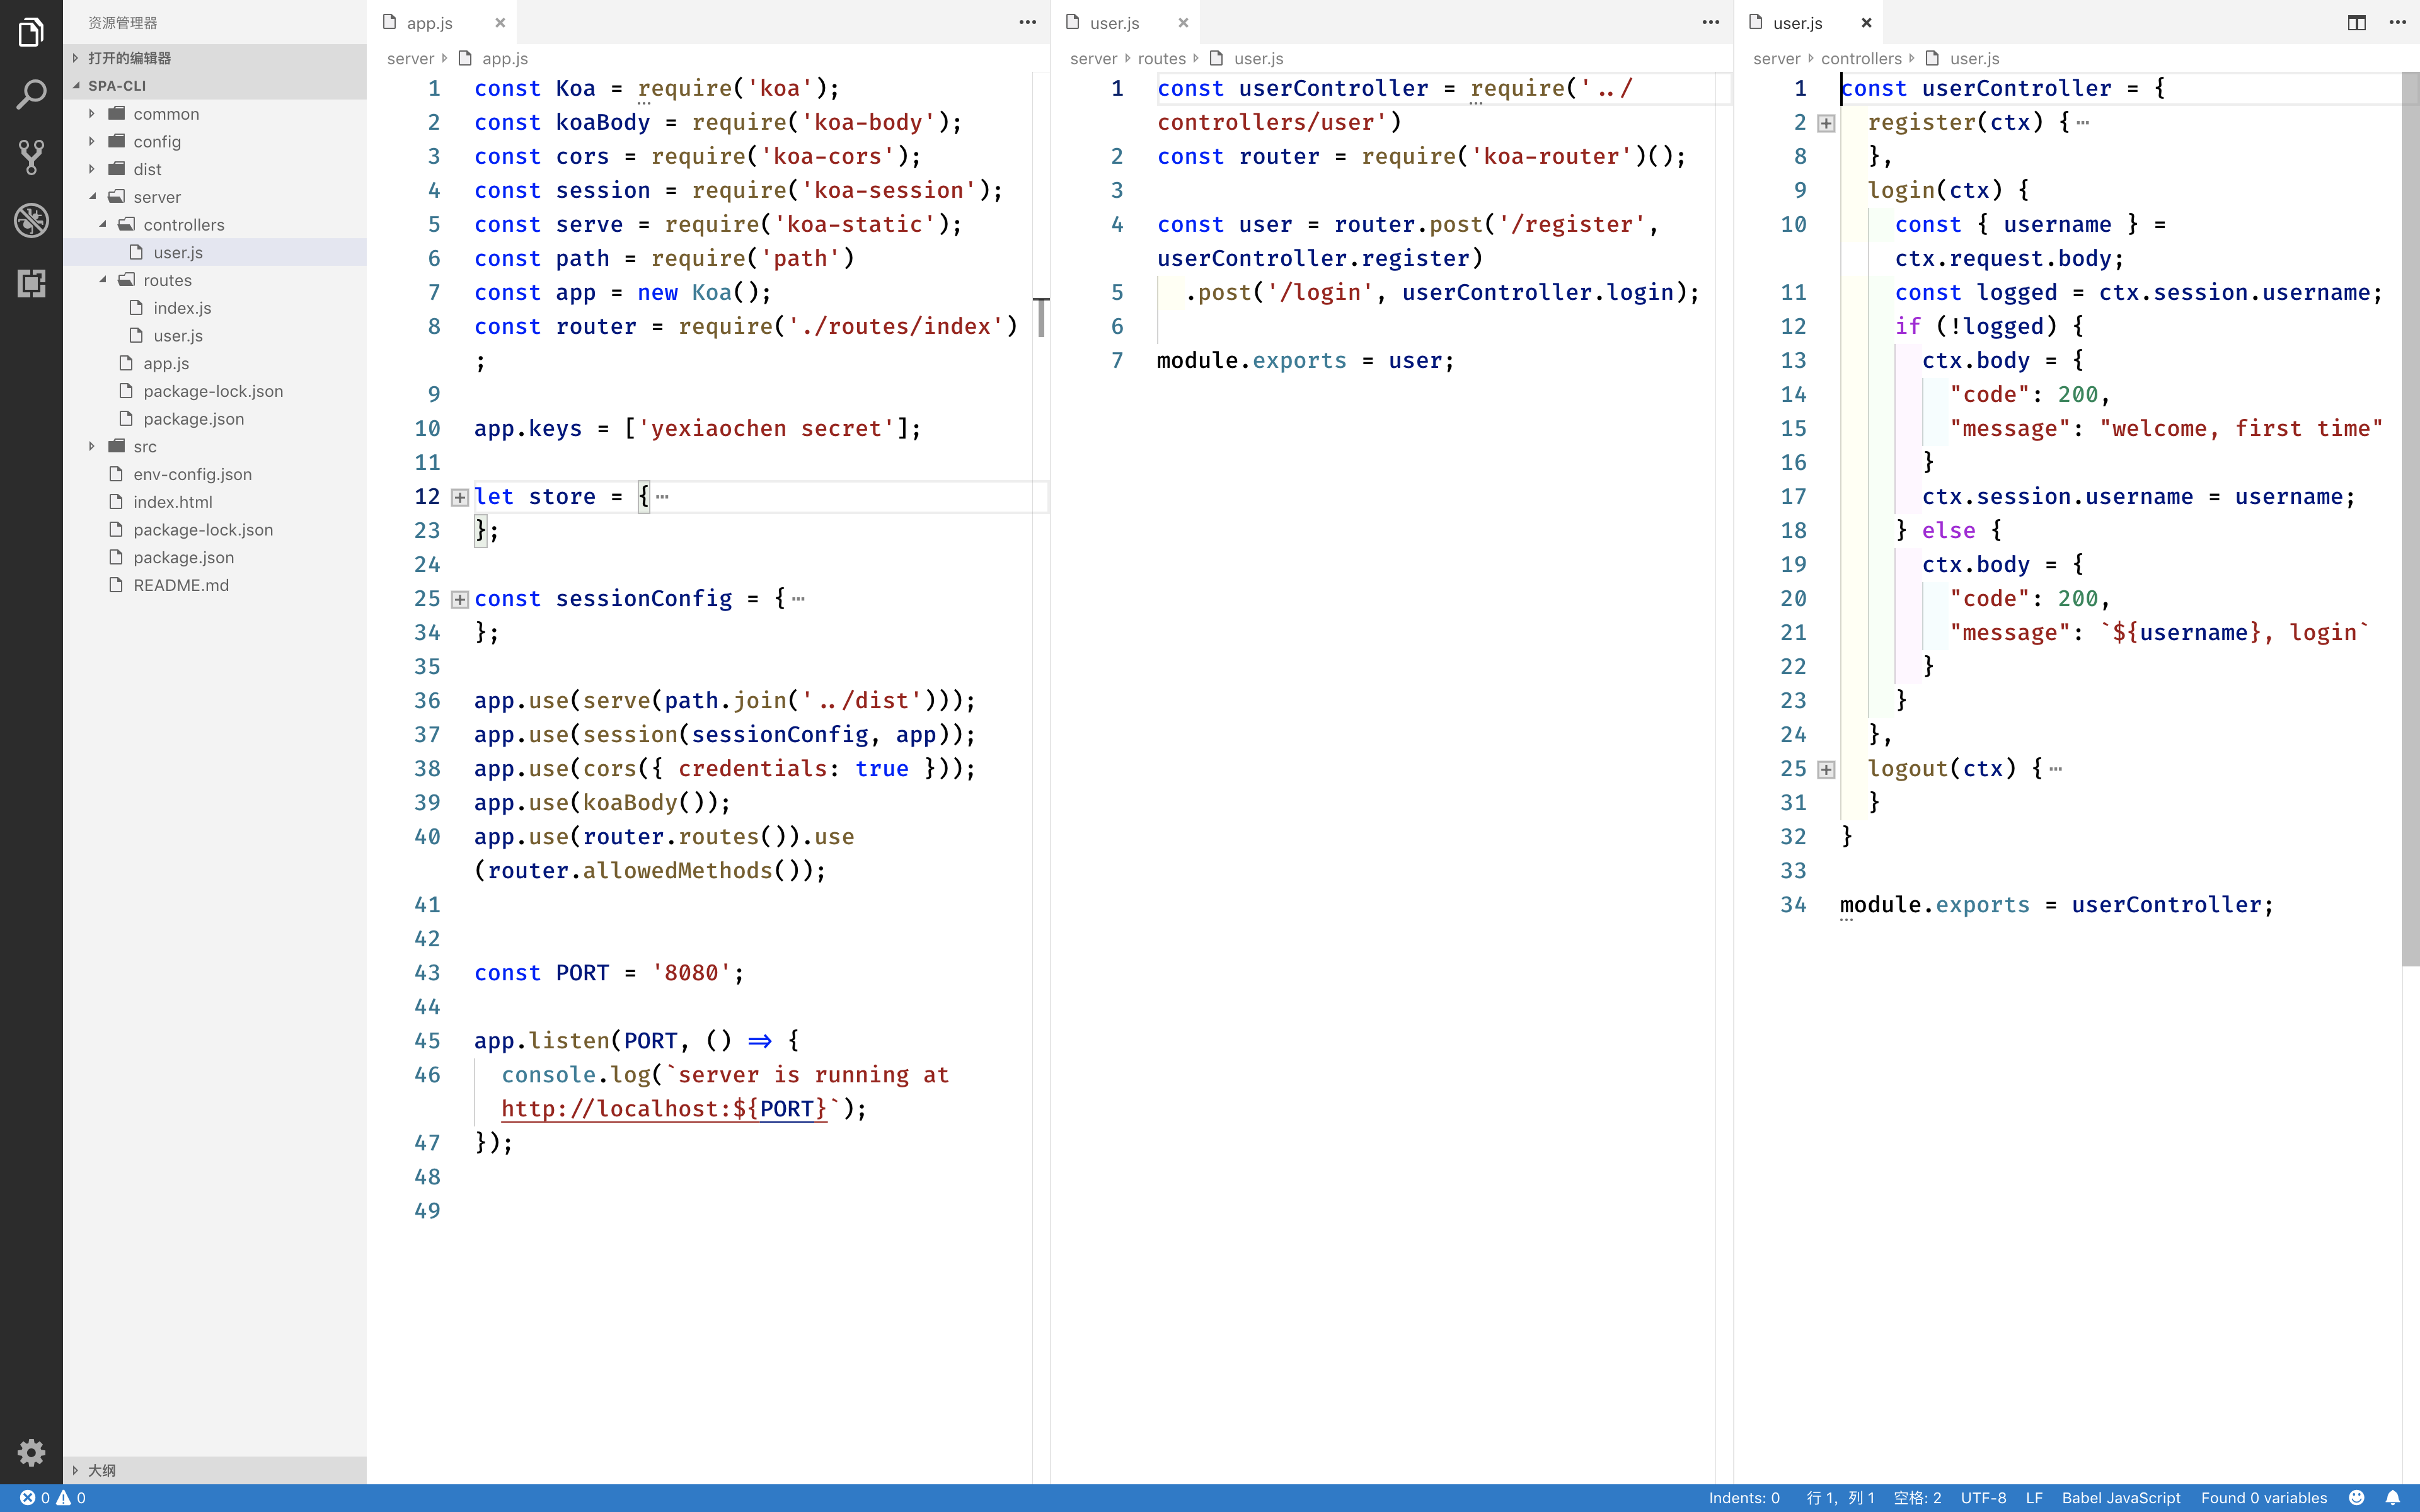 资源管理器
打开的编辑器
SPA-CLI
common
config
dist
server
controllers
user.js
routes
index.js
user.js
app.js
package-lock.json
package.json
src
env-config.json
index.html
package-lock.json
package.json
README.md
大纲
app.js
server app.js
1 const Koa = require('koa');
2 const koaBody = require('koa-body');
3 const cors = require('koa-cors');
4 const session = require('koa-session');
5 const serve = require('koa-static');
6 const path = require('path')
7 const app = new Koa();
8 const router = require('./routes/index')
;
9
10 app.keys = ['yexiaochen secret'];
11
12 let store = {⋯
23 };
24
25 const sessionConfig = {⋯
34 };
35
36 app.use(serve(path.join('../dist')));
37 app.use(session(sessionConfig, app));
38 app.use(cors({ credentials: true }));
39 app.use(koaBody());
40 app.use(router.routes()).use
(router.allowedMethods());
41
42
43 const PORT = '8080';
44
45 app.listen(PORT, () => {
46 console.log(`server is running at
http://localhost:${PORT}`);
47 });
48
49
user.js
server routes user.js
1 const userController = require('../
controllers/user')
2 const router = require('koa-router')();
3
4 const user = router.post('/register',
userController.register)
5 .post('/login', userController.login);
6
7 module.exports = user;
user.js
server controllers user.js
1 const userController = {
2 register(ctx) {⋯
8 },
9 login(ctx) {
10 const { username } =
ctx.request.body;
11 const logged = ctx.session.username;
12 if (!logged) {
13 ctx.body = {
14 "code": 200,
15 "message": "welcome, first time"
16 }
17 ctx.session.username = username;
18 } else {
19 ctx.body = {
20 "code": 200,
21 "message": `${username}, login`
22 }
23 }
24 },
25 logout(ctx) {⋯
31 }
32 }
33
34 module.exports = userController;
0 0 Indents: 0 行 1，列 1 空格: 2 UTF-8 LF Babel JavaScript Found 0 variables